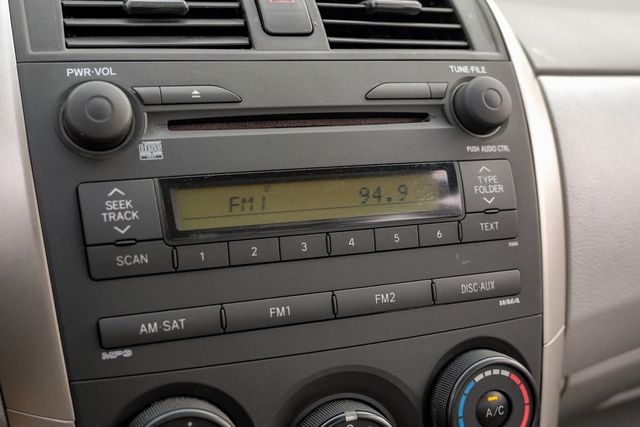 PWR·VOL
TUNE·FILE
disc
PUSH AUDIO CTRL
SEEK
TRACK
FM1 94.9
TYPE
FOLDER
SCAN 1 2 3 4 5 6 TEXT
AM·SAT FM1 FM2 DISC·AUX
MP3 WMA
A/C